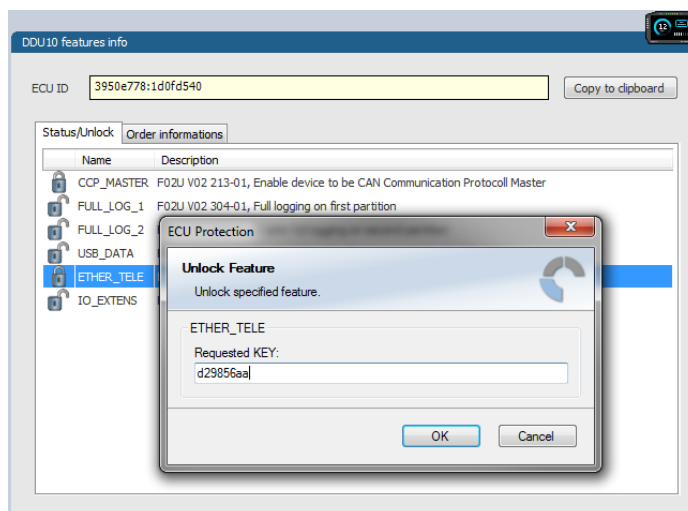 12
DDU10 features info
ECU ID 3950e778:1d0fd540 Copy to clipboard
Status/Unlock Order informations
Name Description
CCP_MASTER F02U V02 213-01, Enable device to be CAN Communication Protocoll Master
FULL_LOG_1 F02U V02 304-01, Full logging on first partition
FULL_LOG_2
USB_DATA
ETHER_TELE
IO_EXTENS
ECU Protection
Unlock Feature
Unlock specified feature.
ETHER_TELE
Requested KEY:
d29856aa
OK Cancel